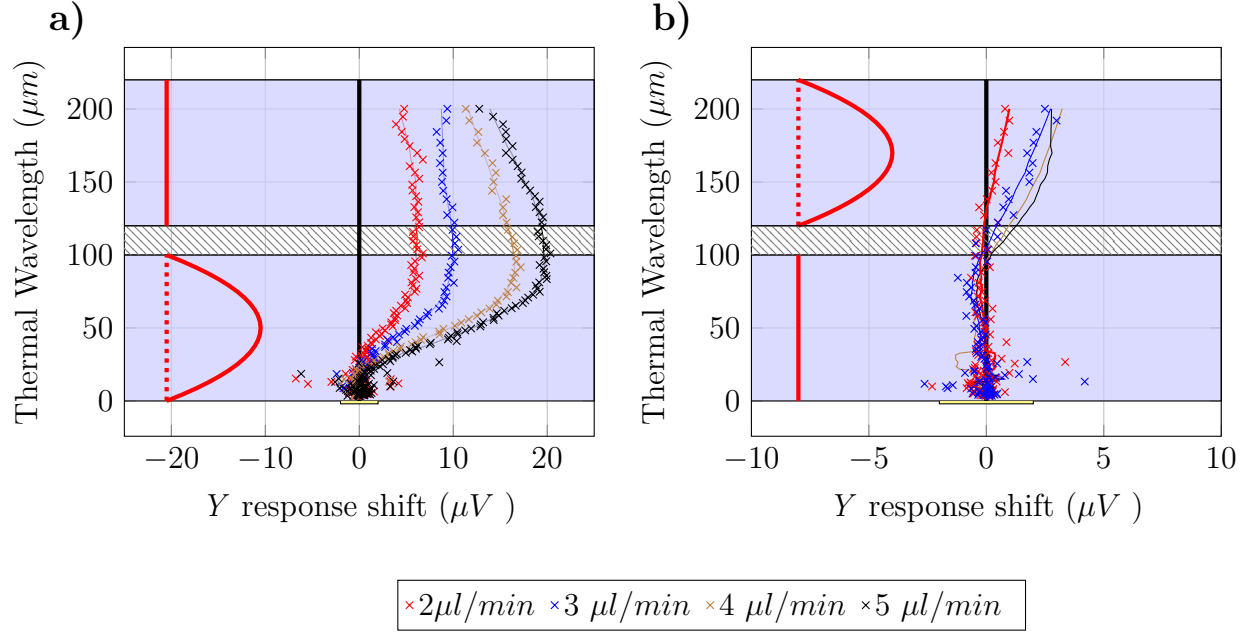 a)
b)
Thermal Wavelength (μm)
200
150
100
50
0
−20 −10 0 10 20
Y response shift (μV )
Thermal Wavelength (μm)
200
150
100
50
0
−10 −5 0 5 10
Y response shift (μV )
2μl/min 3 μl/min 4 μl/min 5 μl/min